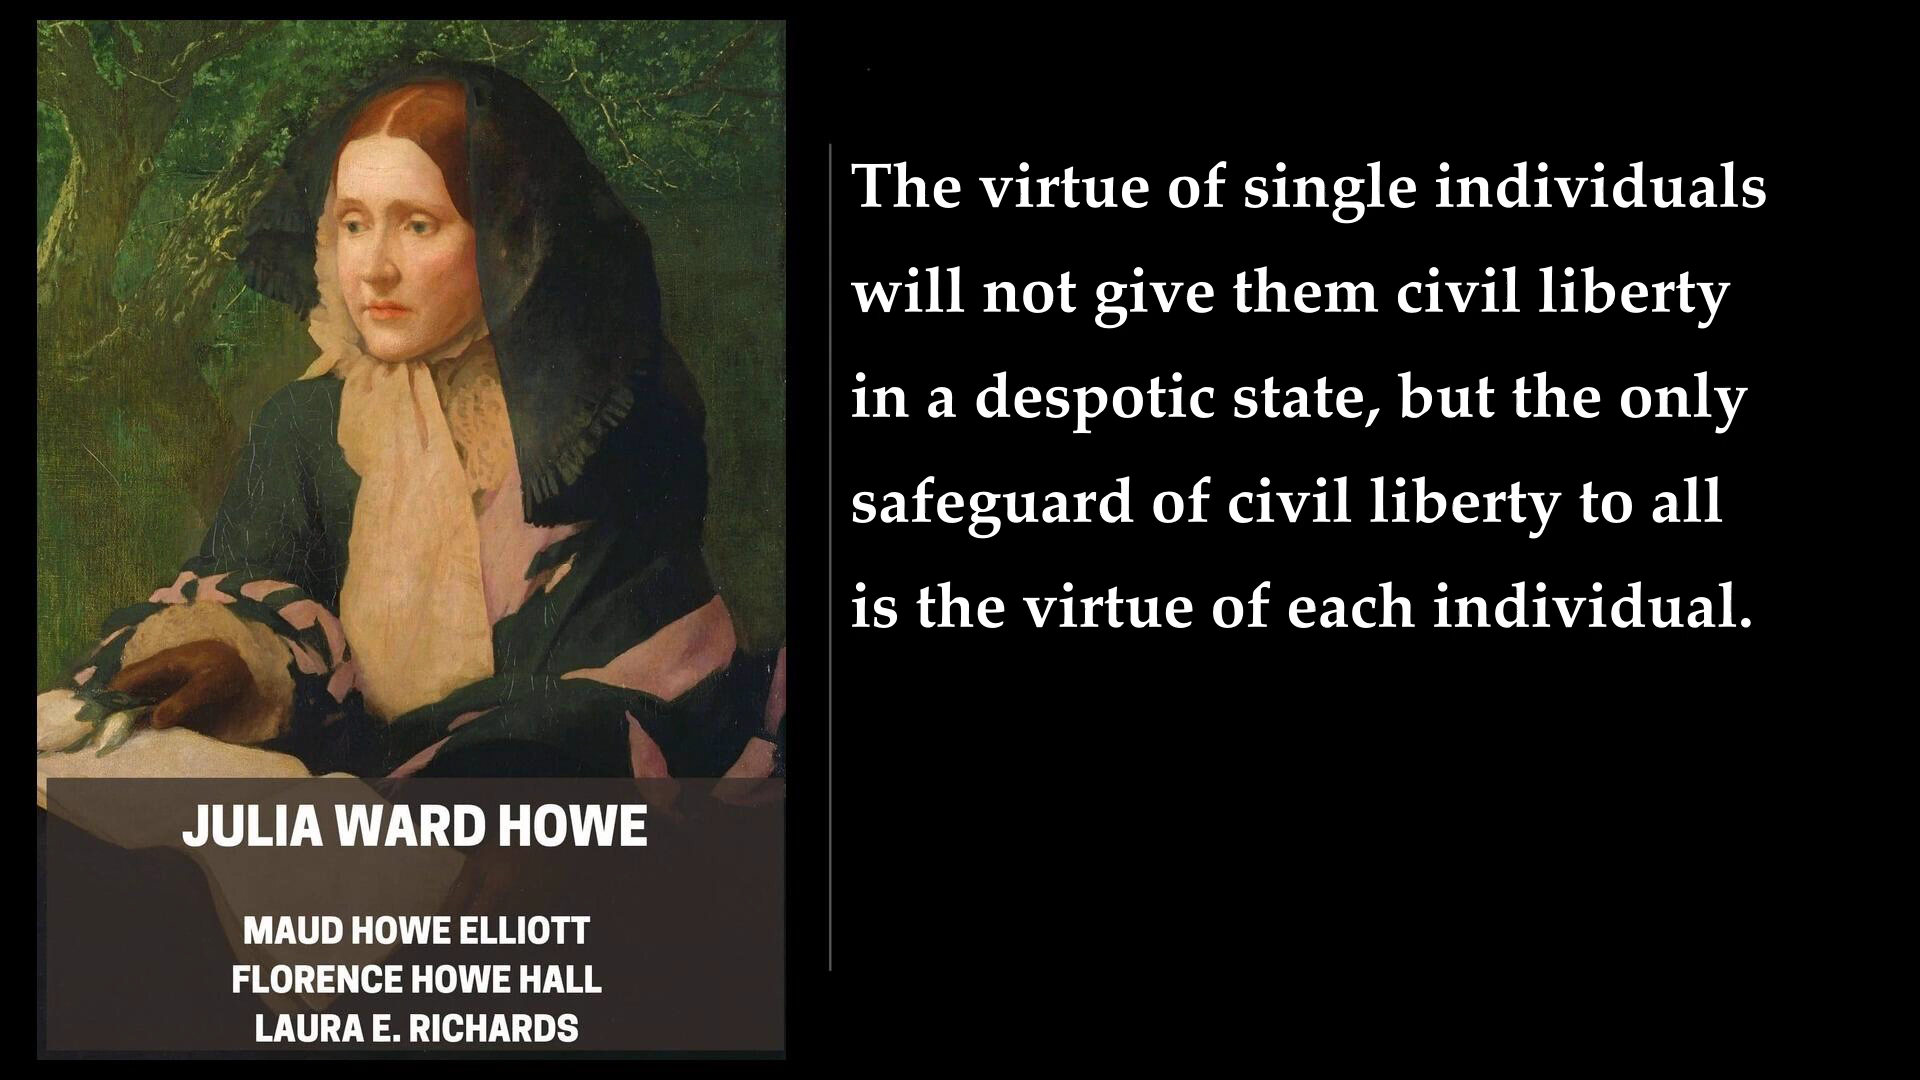 The virtue of single individuals
will not give them civil liberty
in a despotic state, but the only
safeguard of civil liberty to all
is the virtue of each individual.
JULIA WARD HOWE
MAUD HOWE ELLIOTT
FLORENCE HOWE HALL
LAURA E. RICHARDS